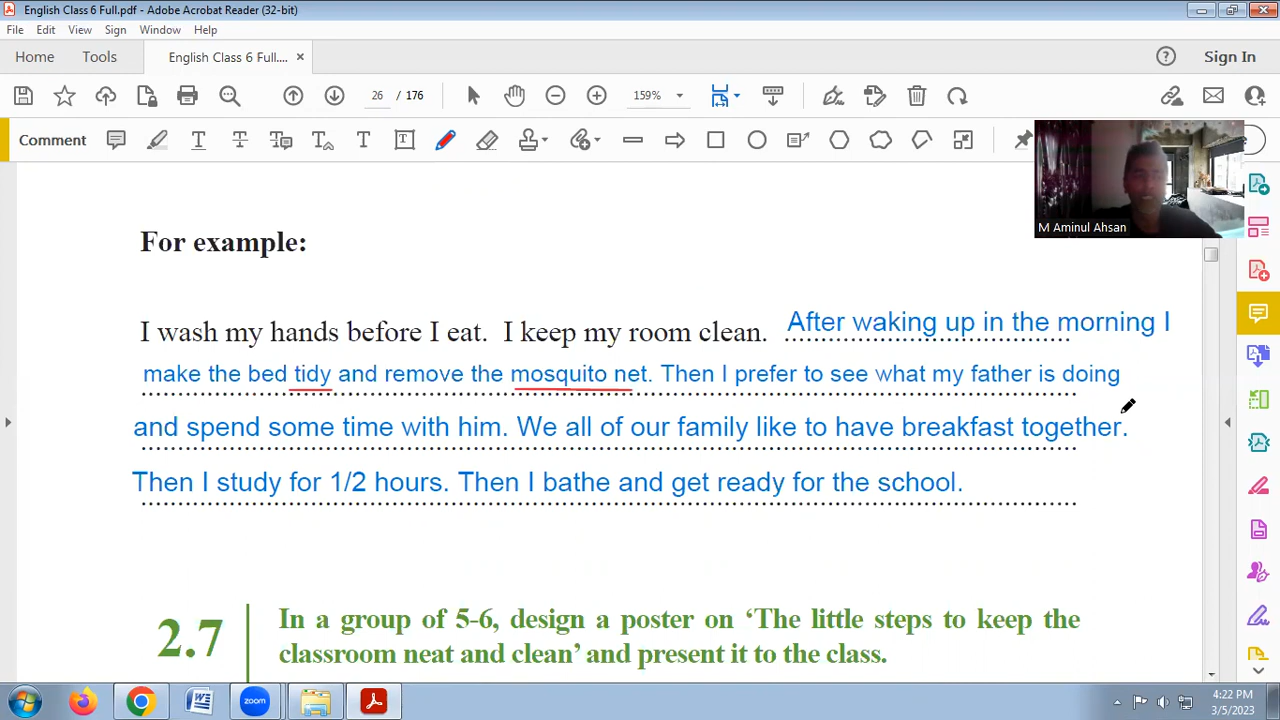 English Class 6 Full.pdf - Adobe Acrobat Reader (32-bit)
File Edit View Sign Window Help
Home Tools English Class 6 Full.... × Sign In
26 / 176 159%
Comment
M Aminul Ahsan
For example:
I wash my hands before I eat. I keep my room clean. After waking up in the morning I
make the bed tidy and remove the mosquito net. Then I prefer to see what my father is doing
and spend some time with him. We all of our family like to have breakfast together.
Then I study for 1/2 hours. Then I bathe and get ready for the school.
2.7 In a group of 5-6, design a poster on ‘The little steps to keep the
classroom neat and clean’ and present it to the class.
zoom
4:22 PM
3/5/2023